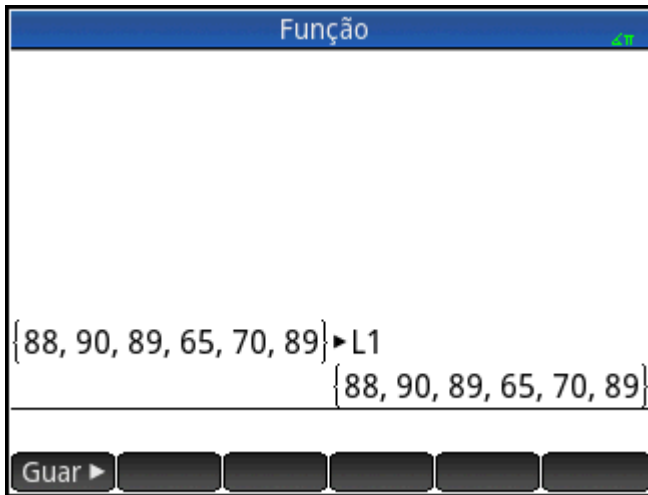 Função
∡π
{88, 90, 89, 65, 70, 89}▶L1
{88, 90, 89, 65, 70, 89}
Guar ▶